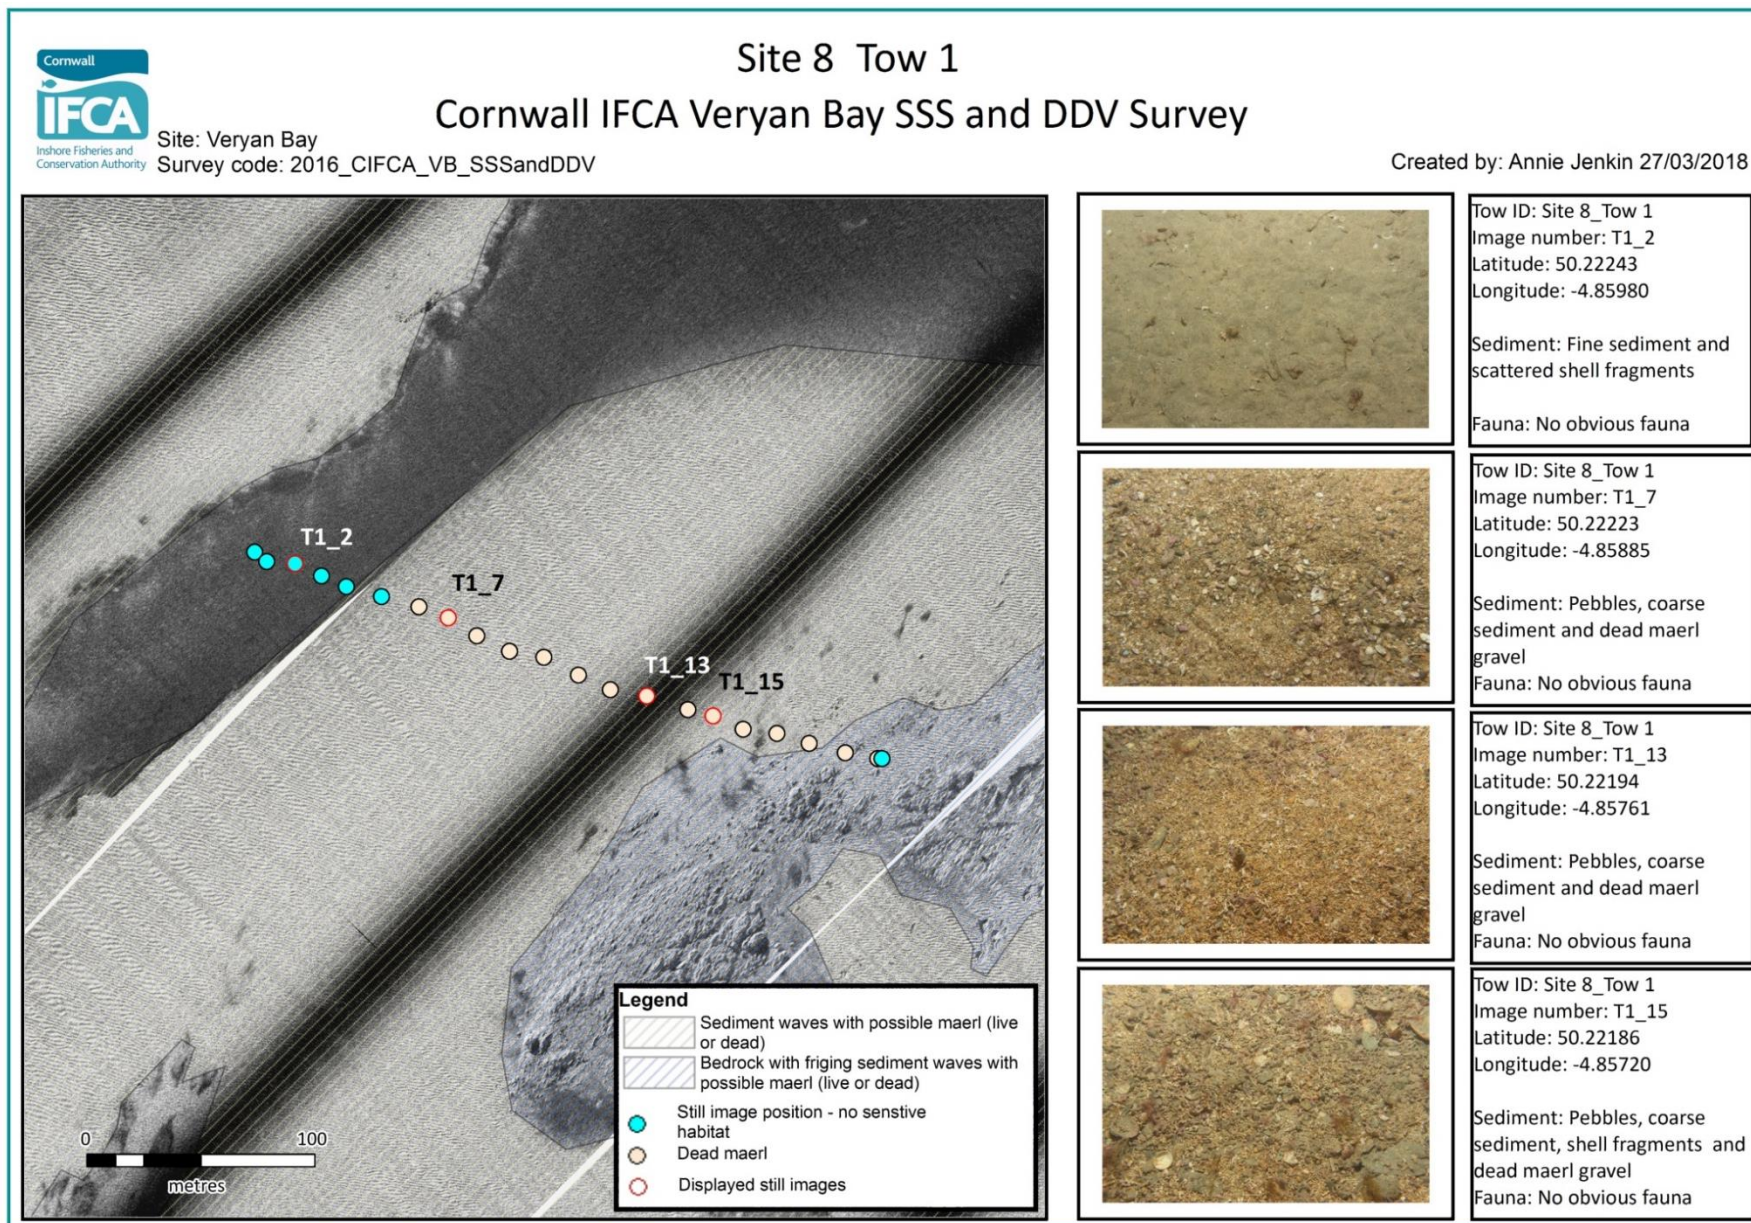 Site 8 Tow 1
Cornwall IFCA Veryan Bay SSS and DDV Survey
Cornwall
IFCA
Inshore Fisheries and
Conservation Authority
Site: Veryan Bay
Survey code: 2016_CIFCA_VB_SSSandDDV
Created by: Annie Jenkin 27/03/2018
T1_2
T1_7
T1_13
T1_15
Legend
Sediment waves with possible maerl (live
or dead)
Bedrock with friging sediment waves with
possible maerl (live or dead)
Still image position - no senstive
habitat
Dead maerl
Displayed still images
0 100
metres
Tow ID: Site 8_Tow 1
Image number: T1_2
Latitude: 50.22243
Longitude: -4.85980
Sediment: Fine sediment and
scattered shell fragments
Fauna: No obvious fauna
Tow ID: Site 8_Tow 1
Image number: T1_7
Latitude: 50.22223
Longitude: -4.85885
Sediment: Pebbles, coarse
sediment and dead maerl
gravel
Fauna: No obvious fauna
Tow ID: Site 8_Tow 1
Image number: T1_13
Latitude: 50.22194
Longitude: -4.85761
Sediment: Pebbles, coarse
sediment and dead maerl
gravel
Fauna: No obvious fauna
Tow ID: Site 8_Tow 1
Image number: T1_15
Latitude: 50.22186
Longitude: -4.85720
Sediment: Pebbles, coarse
sediment, shell fragments and
dead maerl gravel
Fauna: No obvious fauna